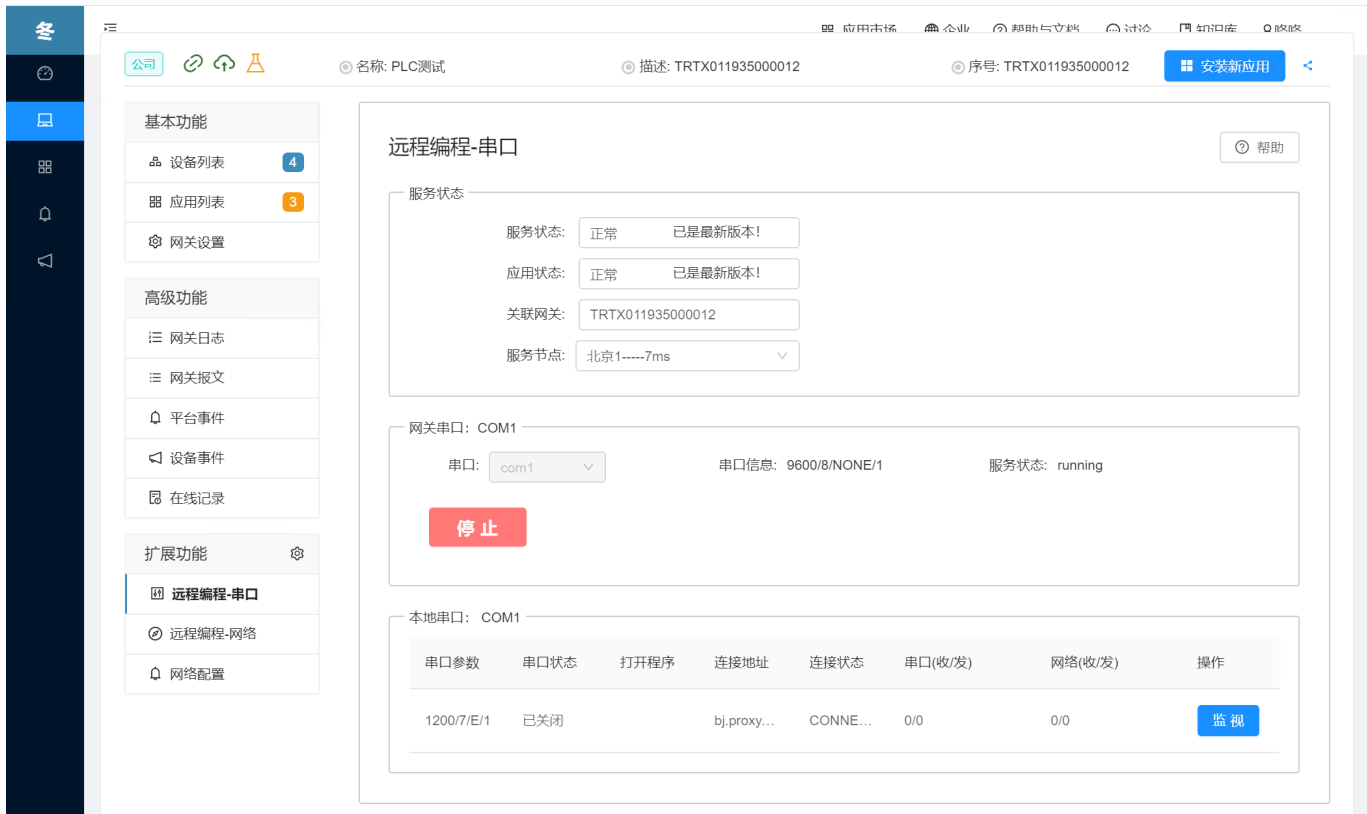 冬
应用市场 企业 帮助与文档 讨论 知识库 咚咚
公司 名称: PLC测试 描述: TRTX011935000012 序号: TRTX011935000012 安装新应用
基本功能
设备列表 4
应用列表 3
网关设置
高级功能
网关日志
网关报文
平台事件
设备事件
在线记录
扩展功能
远程编程-串口
远程编程-网络
网络配置
远程编程-串口 帮助
服务状态
服务状态: 正常 已是最新版本!
应用状态: 正常 已是最新版本!
关联网关: TRTX011935000012
服务节点: 北京1-----7ms
网关串口: COM1
串口: com1 串口信息: 9600/8/NONE/1 服务状态: running
停止
本地串口: COM1
串口参数 串口状态 打开程序 连接地址 连接状态 串口(收/发) 网络(收/发) 操作
1200/7/E/1 已关闭 bj.proxy... CONNE... 0/0 0/0 监视